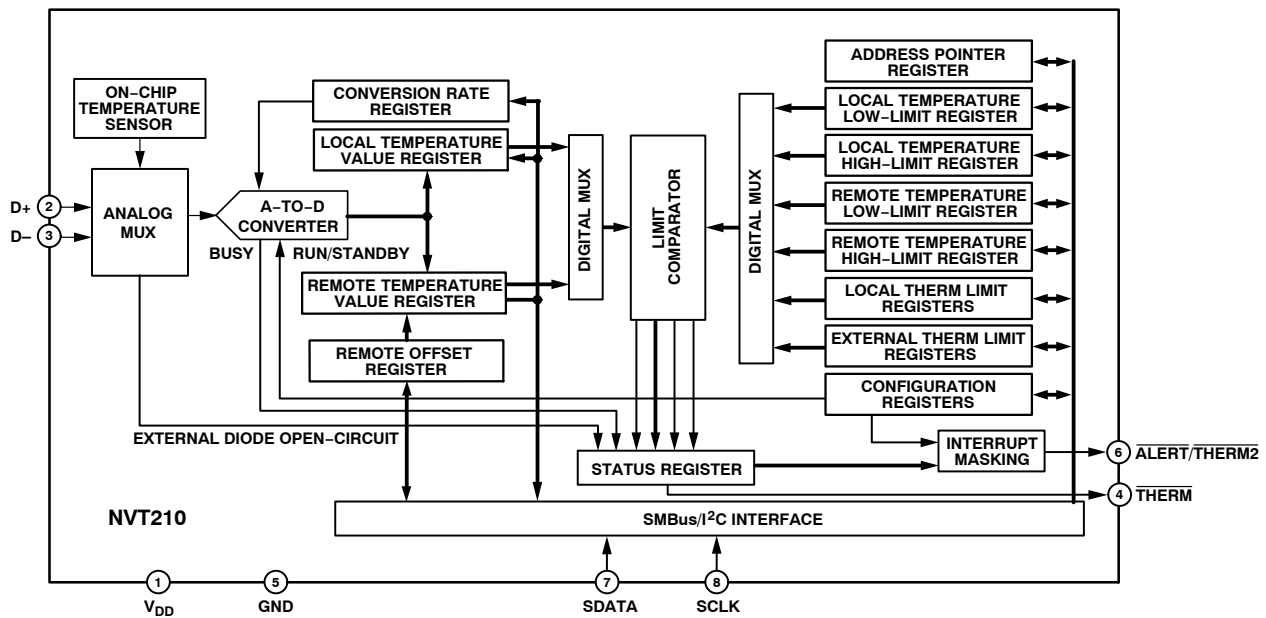 ADDRESS POINTER
REGISTER
ON–CHIP
TEMPERATURE
SENSOR
CONVERSION RATE
REGISTER
LOCAL TEMPERATURE
LOW–LIMIT REGISTER
LOCAL TEMPERATURE
VALUE REGISTER
LOCAL TEMPERATURE
HIGH–LIMIT REGISTER
D+
2
D–
3
ANALOG
MUX
A–TO–D
CONVERTER
BUSY
RUN/STANDBY
DIGITAL MUX
LIMIT
COMPARATOR
DIGITAL MUX
REMOTE TEMPERATURE
LOW–LIMIT REGISTER
REMOTE TEMPERATURE
HIGH–LIMIT REGISTER
REMOTE TEMPERATURE
VALUE REGISTER
LOCAL THERM LIMIT
REGISTERS
REMOTE OFFSET
REGISTER
EXTERNAL THERM LIMIT
REGISTERS
CONFIGURATION
REGISTERS
EXTERNAL DIODE OPEN–CIRCUIT
STATUS REGISTER
INTERRUPT
MASKING
6
ALERT/THERM2
4
THERM
NVT210
SMBus/I²C INTERFACE
1
5
7
8
VDD
GND
SDATA
SCLK